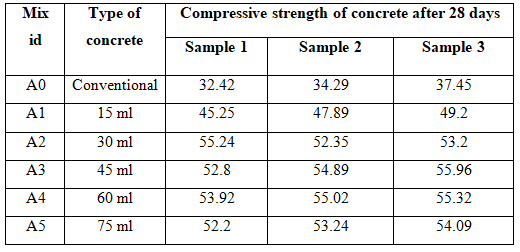 Mix id Type of concrete Compressive strength of concrete after 28 days
Sample 1 Sample 2 Sample 3
A0 Conventional 32.42 34.29 37.45
A1 15 ml 45.25 47.89 49.2
A2 30 ml 55.24 52.35 53.2
A3 45 ml 52.8 54.89 55.96
A4 60 ml 53.92 55.02 55.32
A5 75 ml 52.2 53.24 54.09